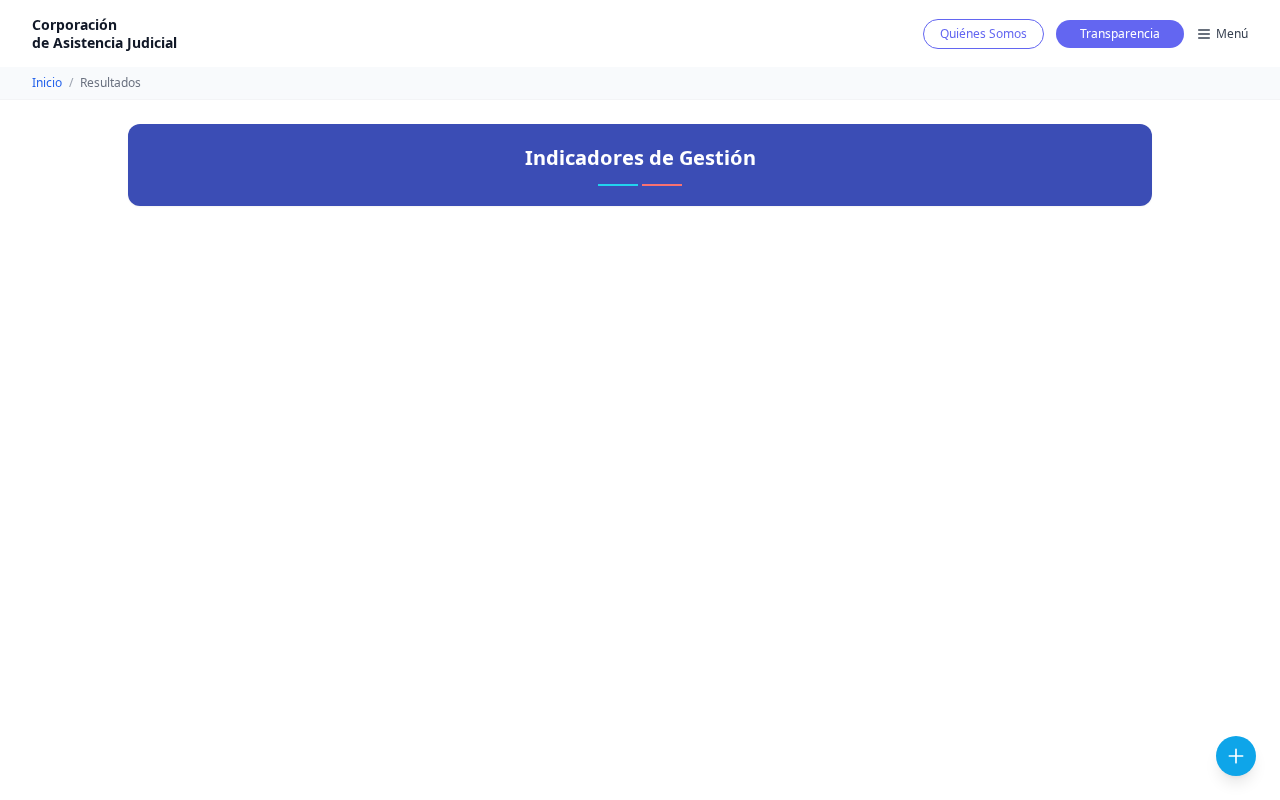 Corporación
de Asistencia Judicial
Quiénes Somos
Transparencia
Menú
Inicio / Resultados
Indicadores de Gestión